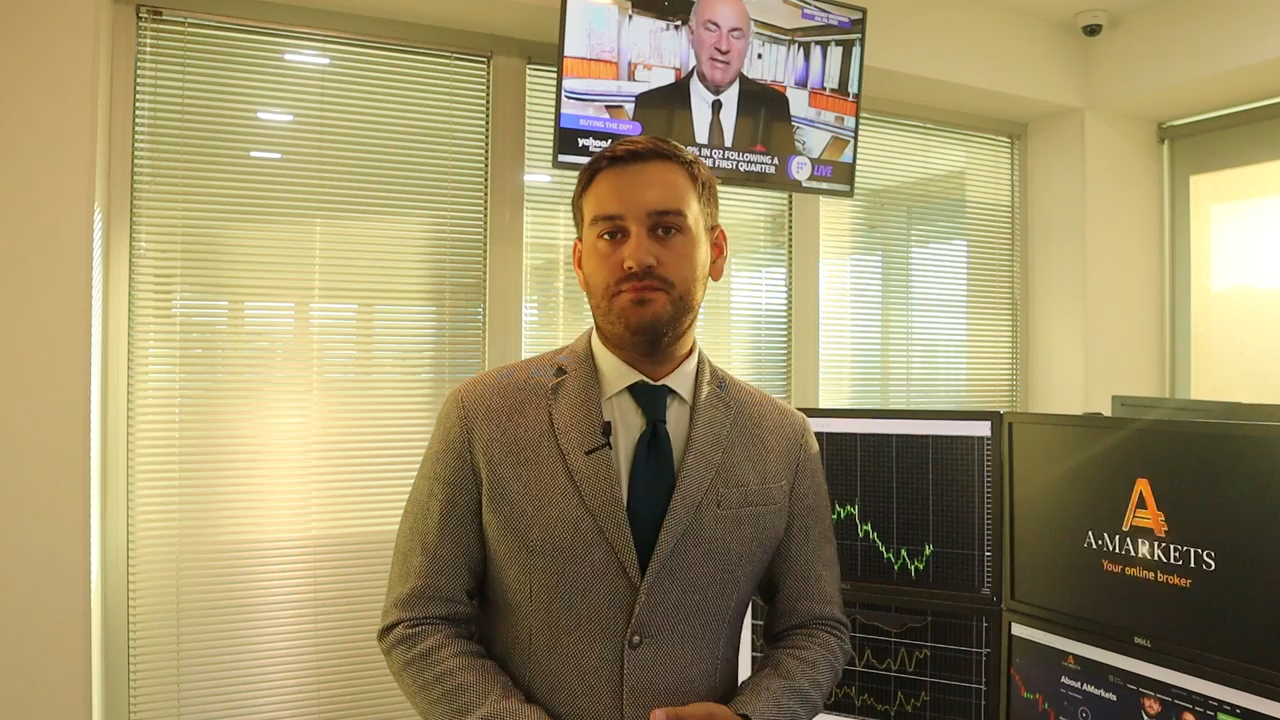 BUYING THE DIP?
yahoo!
% IN Q2 FOLLOWING A
THE FIRST QUARTER
LIVE
A·MARKETS
Your online broker
DELL
About AMarkets